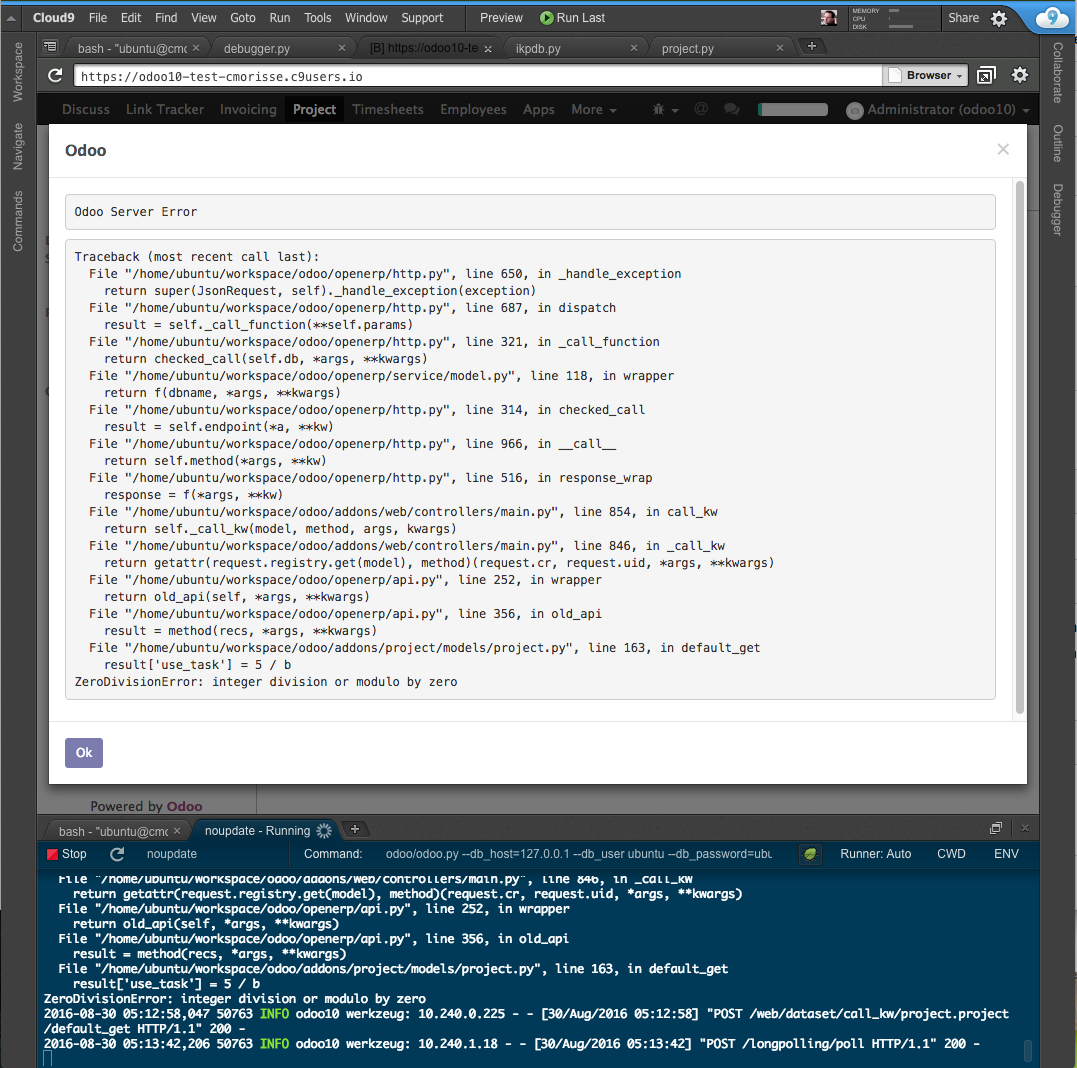 Cloud9 File Edit Find View Goto Run Tools Window Support Preview Run Last MEMORY CPU DISK Share 9
bash - "ubuntu@cmc × debugger.py × [B] https://odoo10-te × ikpdb.py × project.py × +
https://odoo10-test-cmorisse.c9users.io Browser
Workspace
Navigate
Commands
Collaborate
Outline
Debugger
Discuss Link Tracker Invoicing Project Timesheets Employees Apps More @ Administrator (odoo10)
Odoo ×
Odoo Server Error
Traceback (most recent call last):
File "/home/ubuntu/workspace/odoo/openerp/http.py", line 650, in _handle_exception
return super(JsonRequest, self)._handle_exception(exception)
File "/home/ubuntu/workspace/odoo/openerp/http.py", line 687, in dispatch
result = self._call_function(**self.params)
File "/home/ubuntu/workspace/odoo/openerp/http.py", line 321, in _call_function
return checked_call(self.db, *args, **kwargs)
File "/home/ubuntu/workspace/odoo/openerp/service/model.py", line 118, in wrapper
return f(dbname, *args, **kwargs)
File "/home/ubuntu/workspace/odoo/openerp/http.py", line 314, in checked_call
result = self.endpoint(*a, **kw)
File "/home/ubuntu/workspace/odoo/openerp/http.py", line 966, in __call__
return self.method(*args, **kw)
File "/home/ubuntu/workspace/odoo/openerp/http.py", line 516, in response_wrap
response = f(*args, **kw)
File "/home/ubuntu/workspace/odoo/addons/web/controllers/main.py", line 854, in call_kw
return self._call_kw(model, method, args, kwargs)
File "/home/ubuntu/workspace/odoo/addons/web/controllers/main.py", line 846, in _call_kw
return getattr(request.registry.get(model), method)(request.cr, request.uid, *args, **kwargs)
File "/home/ubuntu/workspace/odoo/openerp/api.py", line 252, in wrapper
return old_api(self, *args, **kwargs)
File "/home/ubuntu/workspace/odoo/openerp/api.py", line 356, in old_api
result = method(recs, *args, **kwargs)
File "/home/ubuntu/workspace/odoo/addons/project/models/project.py", line 163, in default_get
result['use_task'] = 5 / b
ZeroDivisionError: integer division or modulo by zero
Ok
Powered by Odoo
bash - "ubuntu@cmc × noupdate - Running +
Stop noupdate Command: odoo/odoo.py --db_host=127.0.0.1 --db_user ubuntu --db_password=ubu Runner: Auto CWD ENV
File "/home/ubuntu/workspace/odoo/addons/web/controllers/main.py", line 846, in _call_kw
return getattr(request.registry.get(model), method)(request.cr, request.uid, *args, **kwargs)
File "/home/ubuntu/workspace/odoo/openerp/api.py", line 252, in wrapper
return old_api(self, *args, **kwargs)
File "/home/ubuntu/workspace/odoo/openerp/api.py", line 356, in old_api
result = method(recs, *args, **kwargs)
File "/home/ubuntu/workspace/odoo/addons/project/models/project.py", line 163, in default_get
result['use_task'] = 5 / b
ZeroDivisionError: integer division or modulo by zero
2016-08-30 05:12:58,047 50763 INFO odoo10 werkzeug: 10.240.0.225 - - [30/Aug/2016 05:12:58] "POST /web/dataset/call_kw/project.project
/default_get HTTP/1.1" 200 -
2016-08-30 05:13:42,206 50763 INFO odoo10 werkzeug: 10.240.1.18 - - [30/Aug/2016 05:13:42] "POST /longpolling/poll HTTP/1.1" 200 -